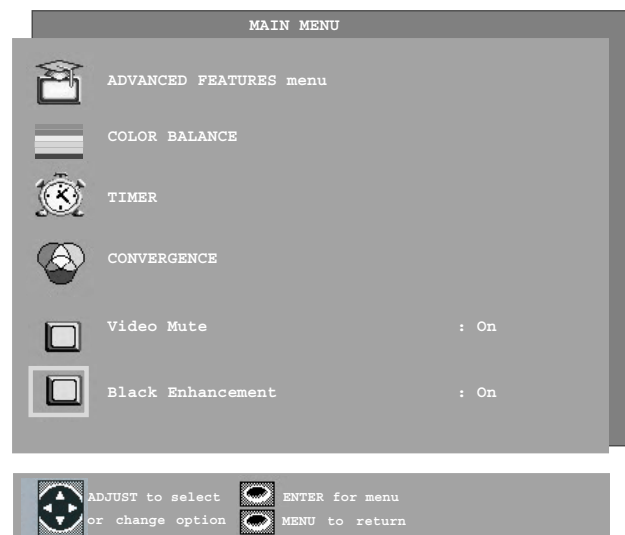 MAIN MENU
ADVANCED FEATURES menu
COLOR BALANCE
TIMER
CONVERGENCE
Video Mute : On
Black Enhancement : On
ADJUST to select ENTER for menu
or change option MENU to return